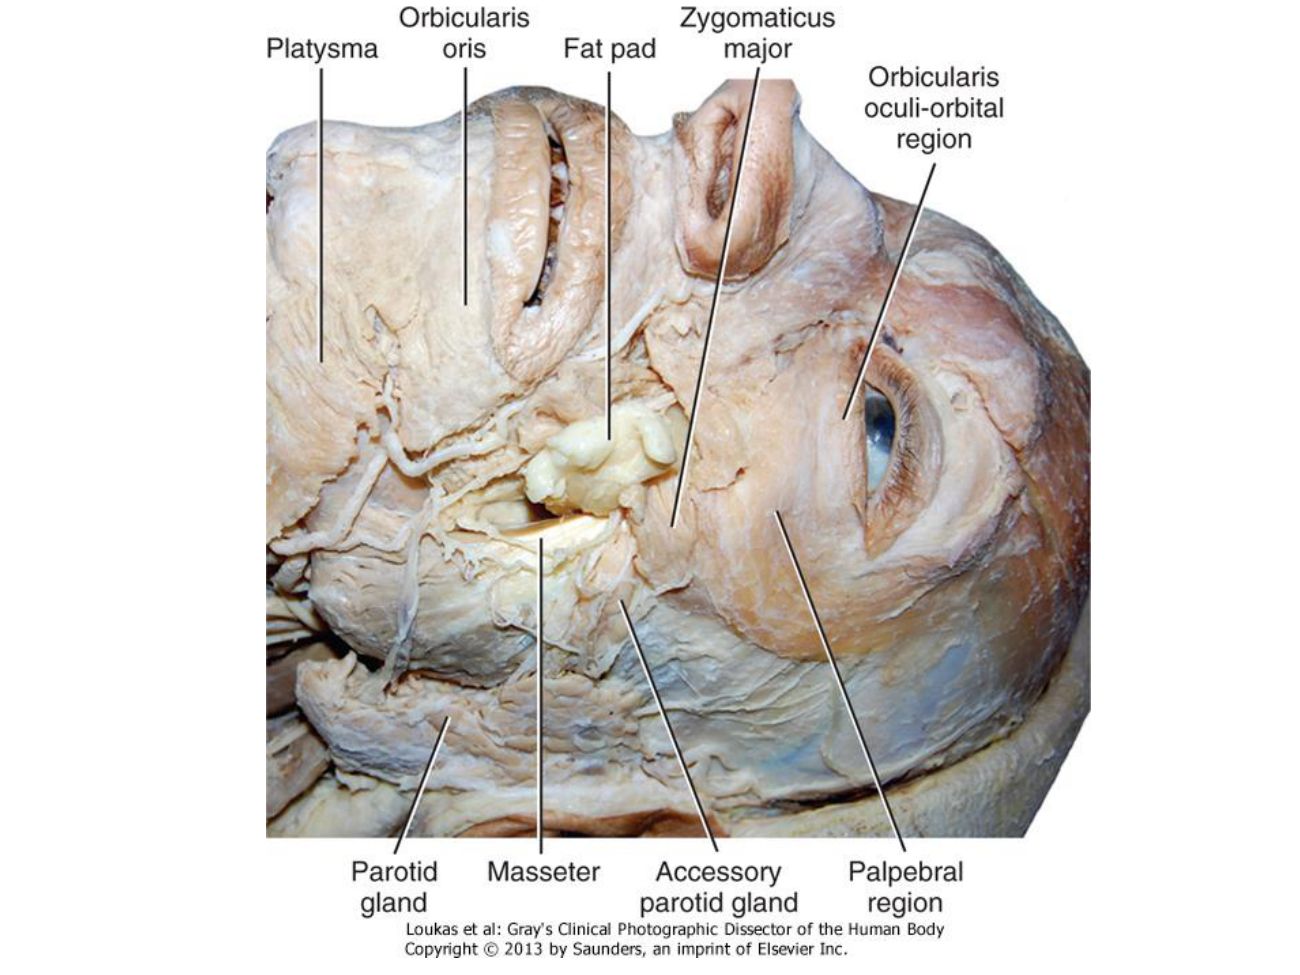 Platysma
Orbicularis
oris
Fat pad
Zygomaticus
major
Orbicularis
oculi-orbital
region
Parotid
gland
Masseter
Accessory
parotid gland
Palpebral
region
Loukas et al: Gray's Clinical Photographic Dissector of the Human Body
Copyright © 2013 by Saunders, an imprint of Elsevier Inc.